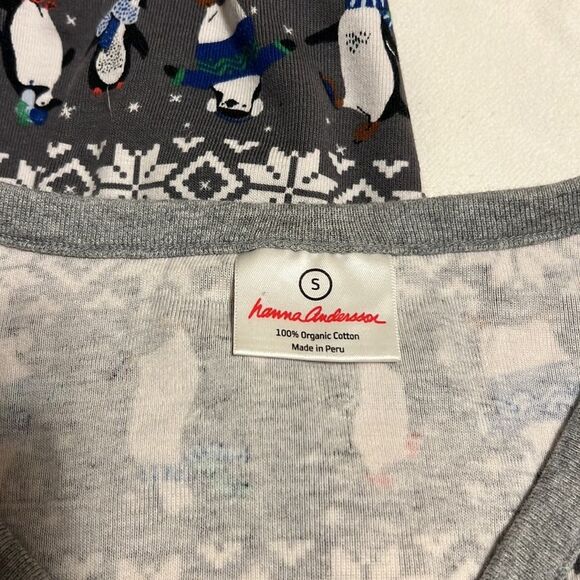 S
hanna Andersson
100% Organic Cotton
Made in Peru